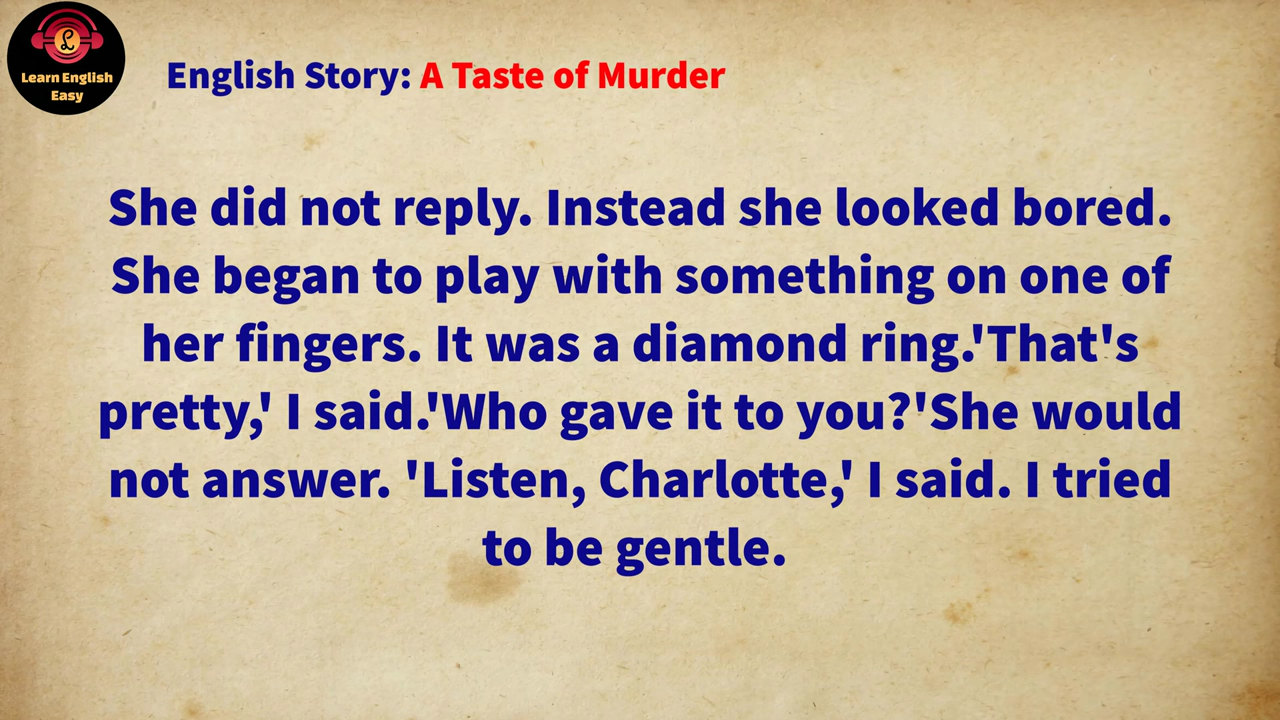 Learn English
Easy
English Story: A Taste of Murder
She did not reply. Instead she looked bored.
She began to play with something on one of
her fingers. It was a diamond ring.'That's
pretty,' I said.'Who gave it to you?'She would
not answer. 'Listen, Charlotte,' I said. I tried
to be gentle.